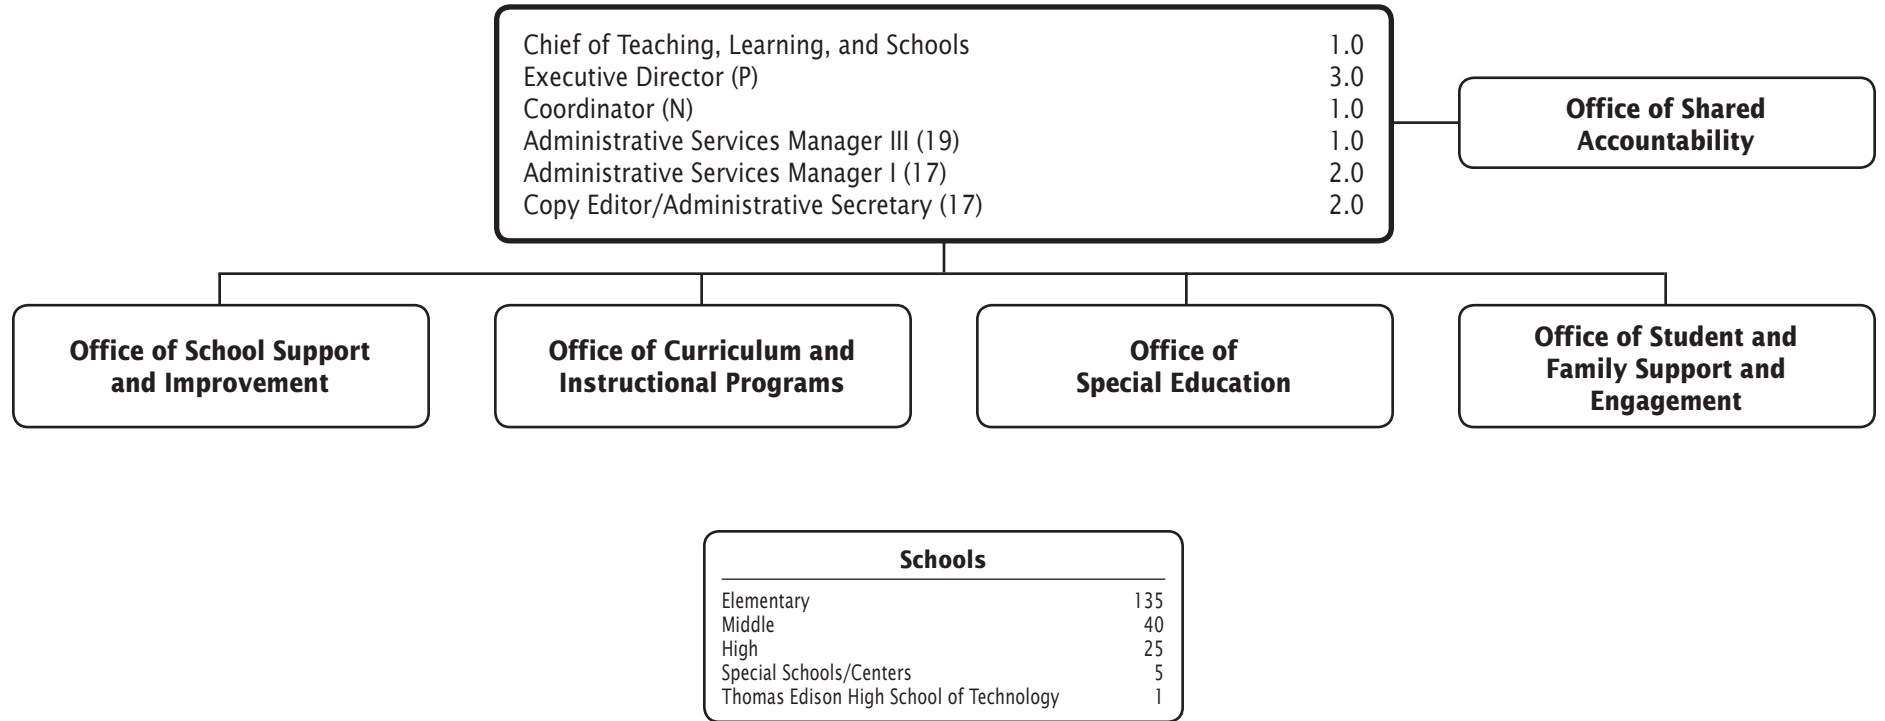 Chief of Teaching, Learning, and Schools 1.0
Executive Director (P) 3.0
Coordinator (N) 1.0
Administrative Services Manager III (19) 1.0
Administrative Services Manager I (17) 2.0
Copy Editor/Administrative Secretary (17) 2.0
Office of Shared
Accountability
Office of School Support
and Improvement
Office of Curriculum and
Instructional Programs
Office of
Special Education
Office of Student and
Family Support and
Engagement
Schools
Elementary 135
Middle 40
High 25
Special Schools/Centers 5
Thomas Edison High School of Technology 1